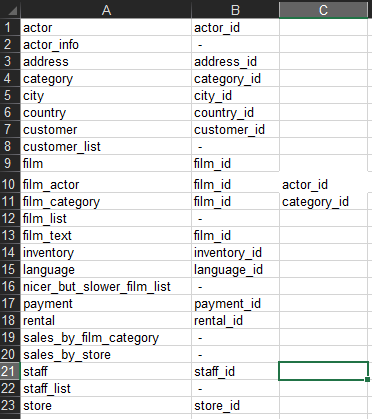 A B C
1 actor actor_id
2 actor_info -
3 address address_id
4 category category_id
5 city city_id
6 country country_id
7 customer customer_id
8 customer_list -
9 film film_id
10 film_actor film_id actor_id
11 film_category film_id category_id
12 film_list -
13 film_text film_id
14 inventory inventory_id
15 language language_id
16 nicer_but_slower_film_list -
17 payment payment_id
18 rental rental_id
19 sales_by_film_category -
20 sales_by_store -
21 staff staff_id
22 staff_list -
23 store store_id